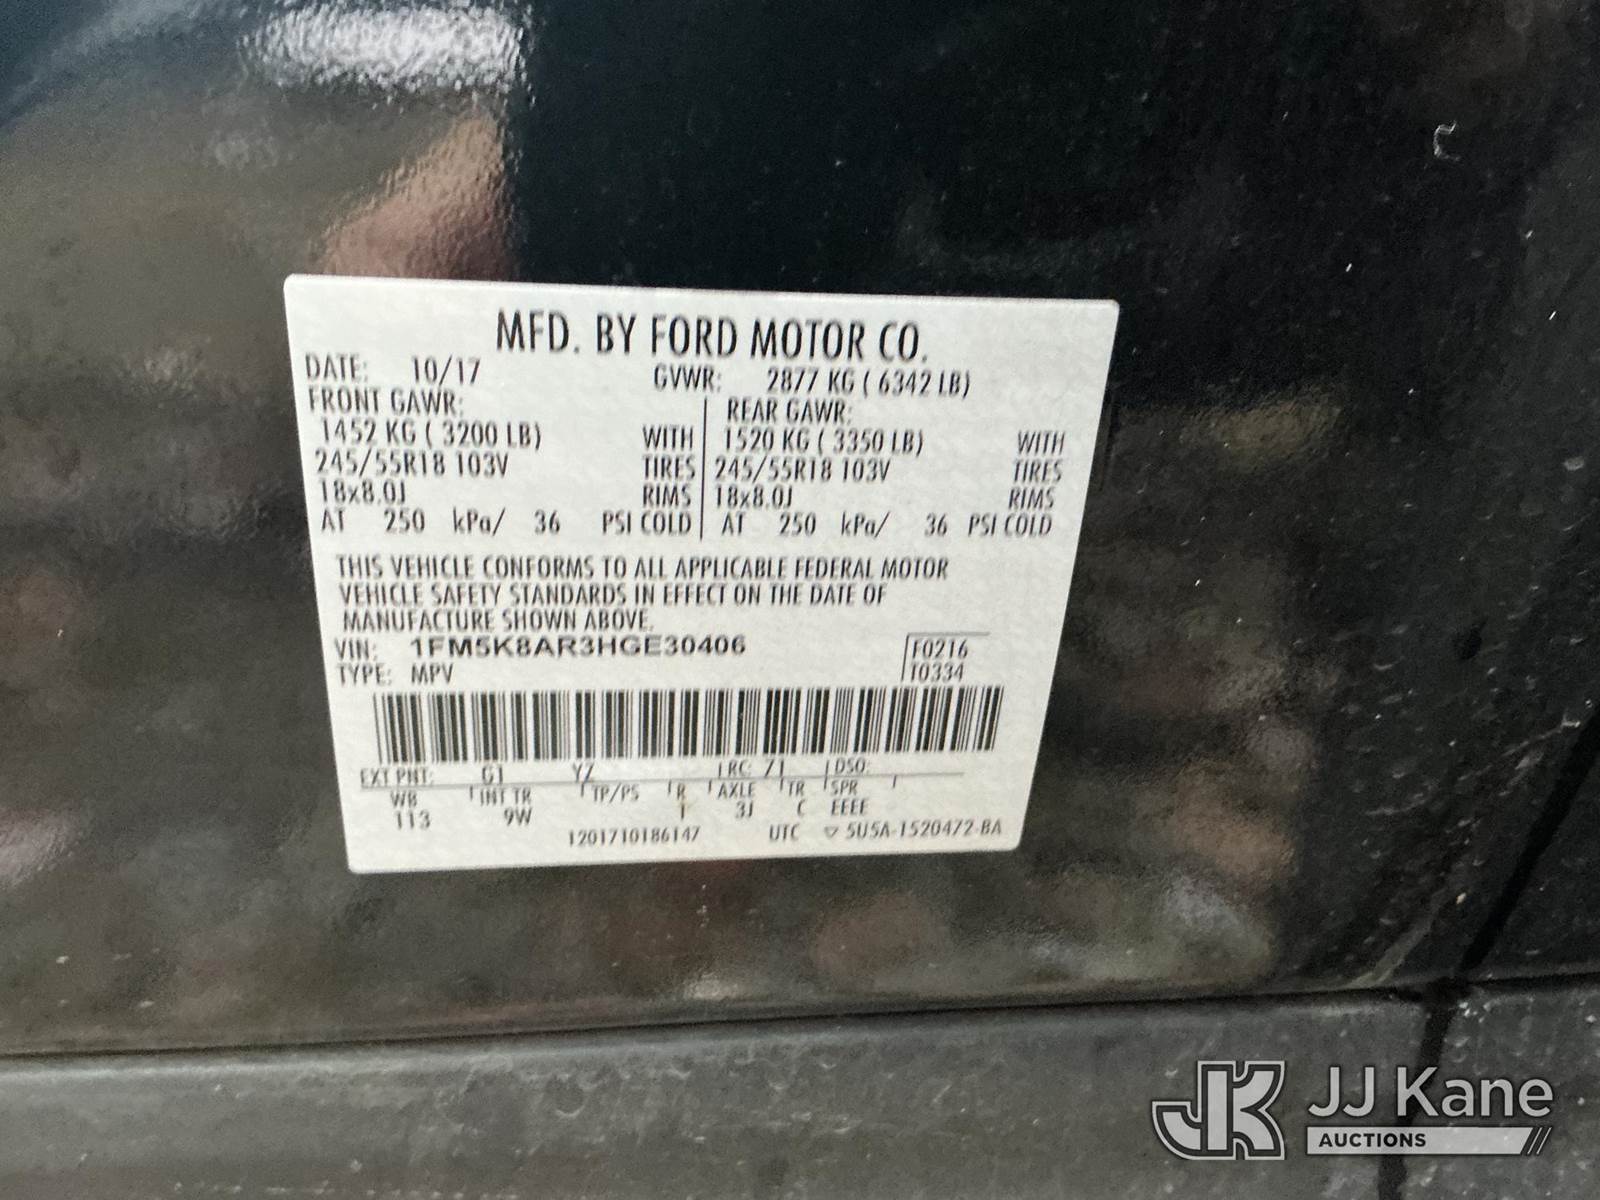 MFD. BY FORD MOTOR CO.
DATE: 10/17 GVWR: 2877 KG ( 6342 LB)
FRONT GAWR: REAR GAWR:
1452 KG ( 3200 LB) WITH 1520 KG ( 3350 LB) WITH
245/55R18 103V TIRES 245/55R18 103V TIRES
18x8.0J RIMS 18x8.0J RIMS
AT 250 kPa/ 36 PSI COLD AT 250 kPa/ 36 PSI COLD
THIS VEHICLE CONFORMS TO ALL APPLICABLE FEDERAL MOTOR
VEHICLE SAFETY STANDARDS IN EFFECT ON THE DATE OF
MANUFACTURE SHOWN ABOVE.
VIN: 1FM5K8AR3HGE30406 F0216
TYPE: MPV T0334
EXT PNT: G1 YZ RC: 71 DSO:
WB INT TR TP/PS R AXLE TR SPR
113 9W I 3J C EEEE
1201710186147 UTC ▽ 5U5A-1520472-BA
JK JJ Kane
AUCTIONS